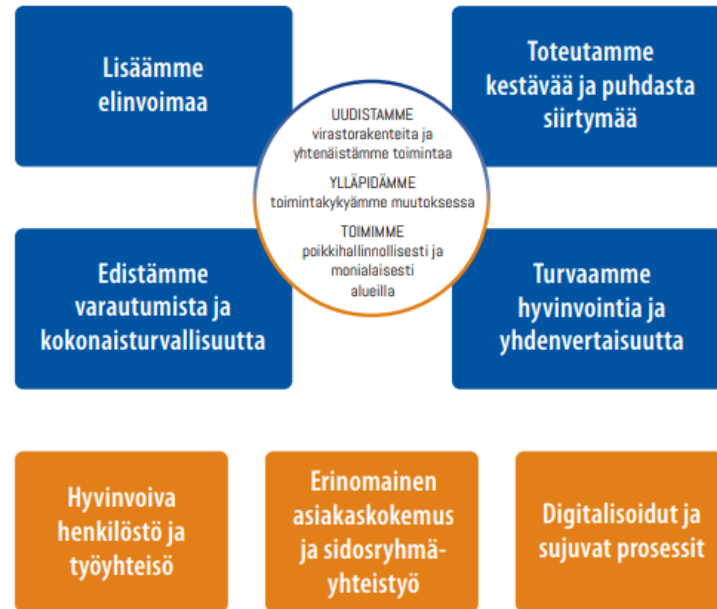 Lisäämme
elinvoimaa
Toteutamme
kestävää ja puhdasta
siirtymää
UUDISTAMME
virastorakenteita ja
yhtenäistämme toimintaa
YLLÄPIDÄMME
toimintakykyämme muutoksessa
TOIMIMME
poikkihallinnollisesti ja
monialaisesti
alueilla
Edistämme
varautumista ja
kokonaisturvallisuutta
Turvaamme
hyvinvointia ja
yhdenvertaisuutta
Hyvinvoiva
henkilöstö ja
työyhteisö
Erinomainen
asiakaskokemus
ja sidosryhmä-
yhteistyö
Digitalisoidut ja
sujuvat prosessit